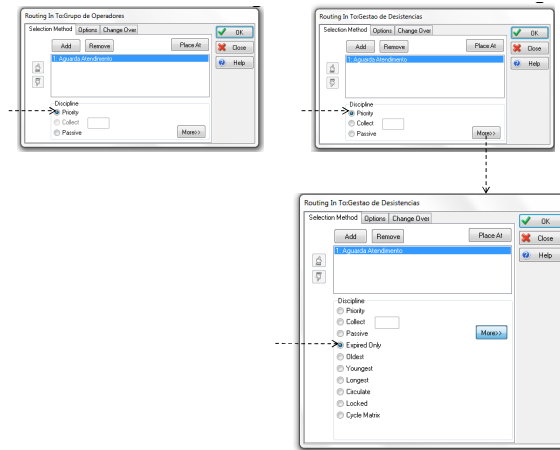 Routing In To:Grupo de Operadores
Selection Method Options Change Over
OK
Add Remove Place At
Close
1: Aguarda Atendimento
Help
Discipline
Priority
Collect
Passive
More>>
Routing In To:Gestao de Desistencias
Selection Method Options Change Over
OK
Add Remove Place At
Close
1: Aguarda Atendimento
Help
Discipline
Priority
Collect
Passive
More>>
Routing In To:Gestao de Desistencias
Selection Method Options Change Over
OK
Add Remove Place At
Close
1: Aguarda Atendimento
Help
Discipline
Priority
Collect
Passive
More>>
Expired Only
Oldest
Youngest
Longest
Circulate
Locked
Cycle Matrix